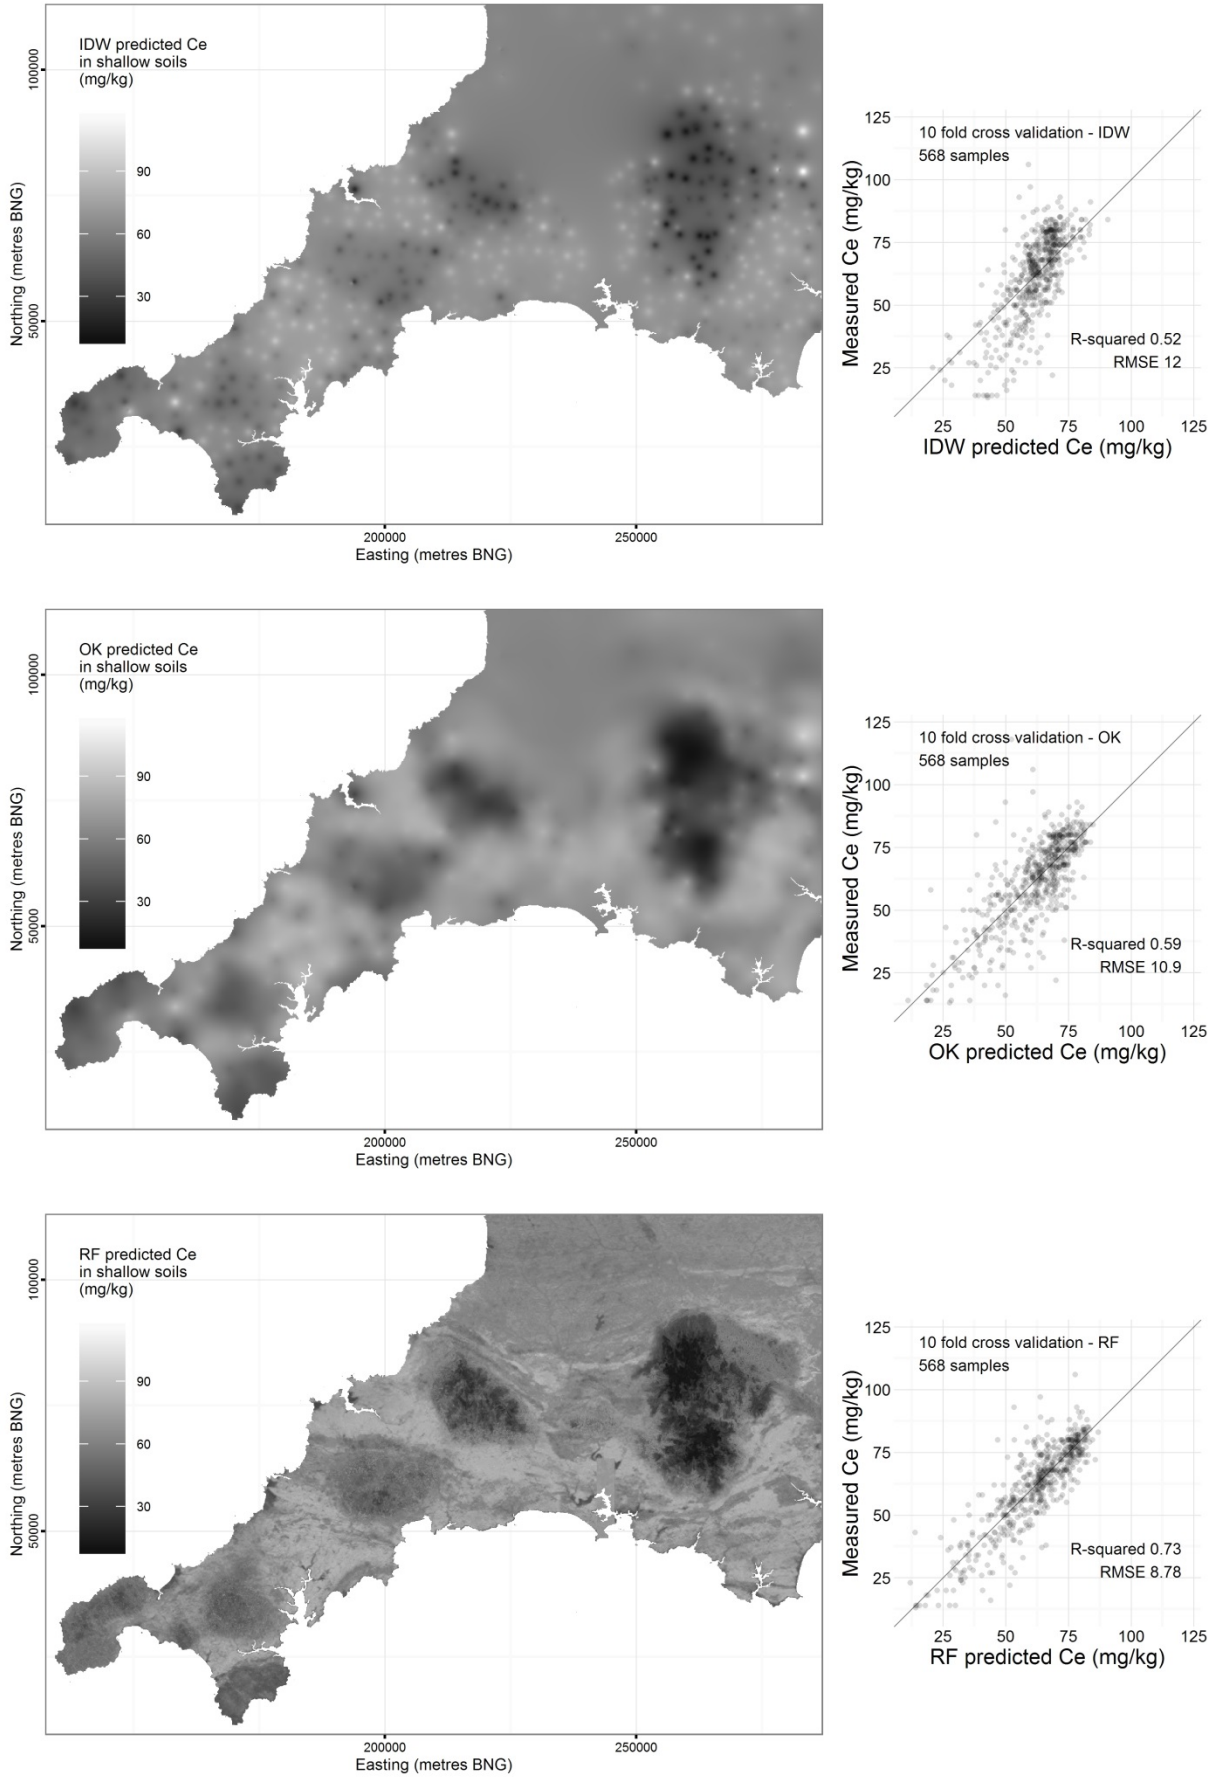 IDW predicted Ce
in shallow soils
(mg/kg)
90
60
30
100000
50000
Northing (metres BNG)
200000
250000
Easting (metres BNG)
10 fold cross validation - IDW
568 samples
R-squared 0.52
RMSE 12
125
100
75
50
25
Measured Ce (mg/kg)
25
50
75
100
125
IDW predicted Ce (mg/kg)
OK predicted Ce
in shallow soils
(mg/kg)
90
60
30
100000
50000
Northing (metres BNG)
200000
250000
Easting (metres BNG)
10 fold cross validation - OK
568 samples
R-squared 0.59
RMSE 10.9
125
100
75
50
25
Measured Ce (mg/kg)
25
50
75
100
125
OK predicted Ce (mg/kg)
RF predicted Ce
in shallow soils
(mg/kg)
90
60
30
100000
50000
Northing (metres BNG)
200000
250000
Easting (metres BNG)
10 fold cross validation - RF
568 samples
R-squared 0.73
RMSE 8.78
125
100
75
50
25
Measured Ce (mg/kg)
25
50
75
100
125
RF predicted Ce (mg/kg)